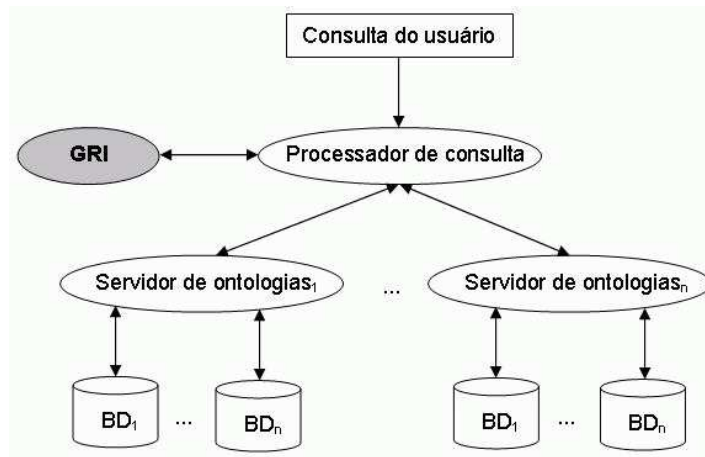 Consulta do usuário
GRI
Processador de consulta
Servidor de ontologias₁
...
Servidor de ontologiasₙ
BD₁
...
BDₙ
BD₁
...
BDₙ